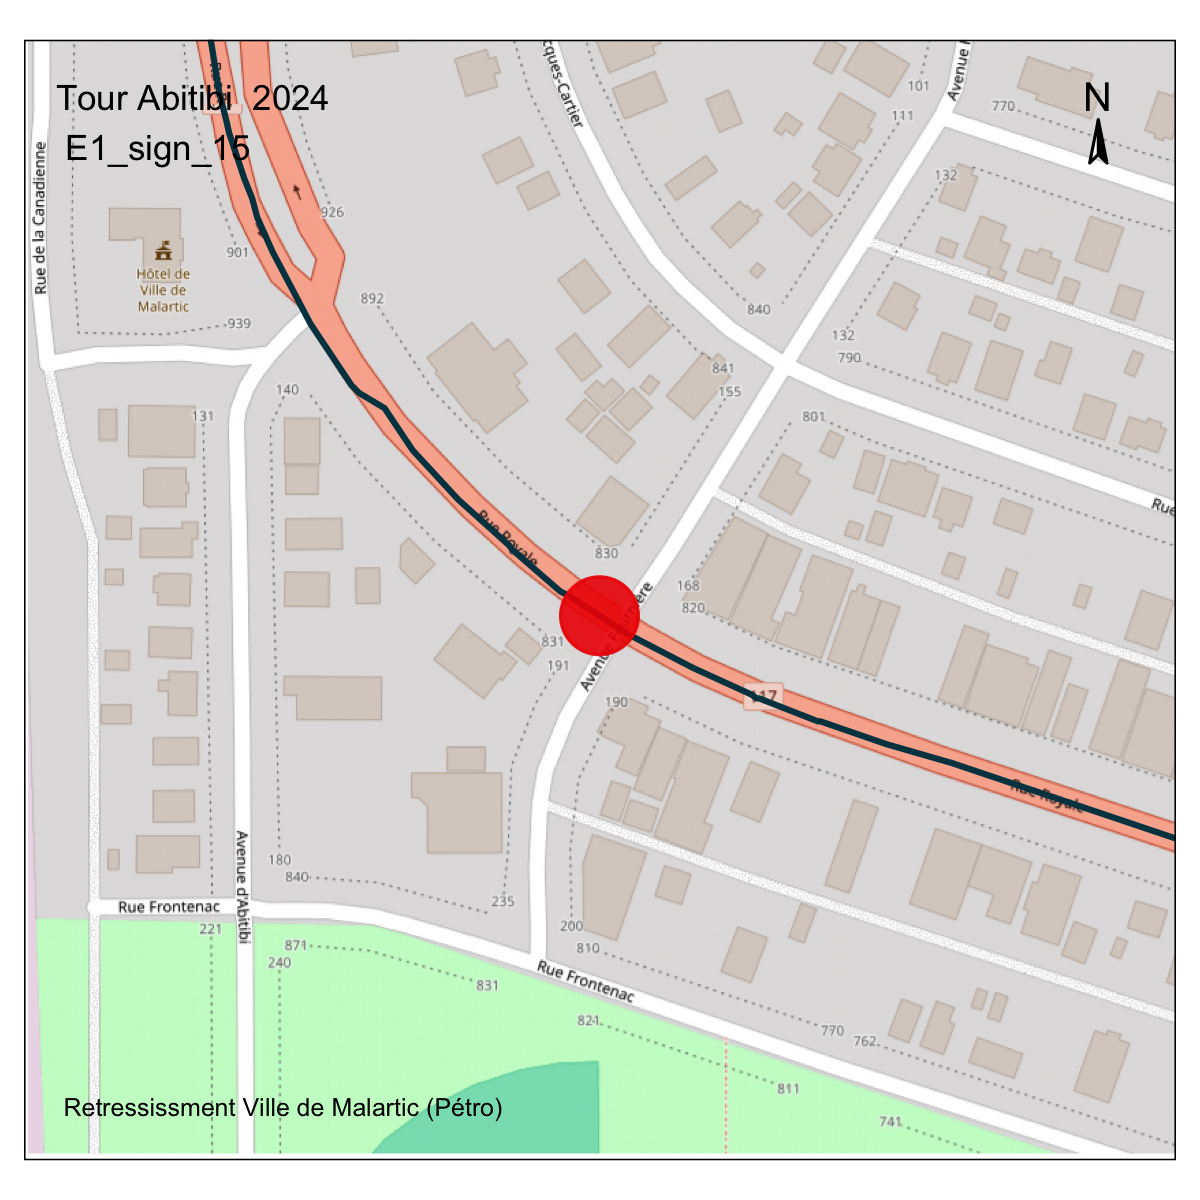 Tour Abitibi 2024
E1_sign_15
N
Rue de la Canadienne
cques-Cartier
101
111
770
132
926
901
Hôtel de
Ville de
Malartic
939
892
840
132
790
841
155
140
131
801
Rue
Rue Royale
830
168
820
Avenue Fournière
831
191
190
117
Rue Royale
180
840
Avenue d'Abitibi
235
Rue Frontenac
221
871
240
200
810
831
Rue Frontenac
821
770
762
811
741
Retressissment Ville de Malartic (Pétro)